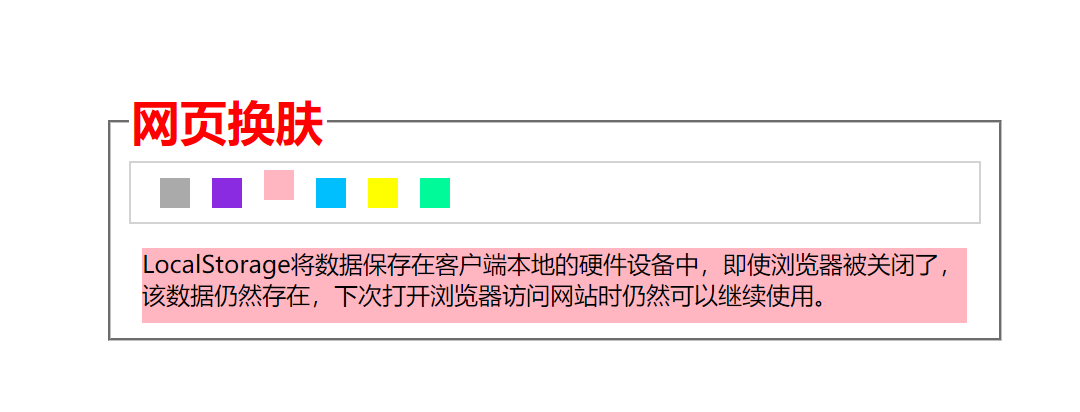 网页换肤
LocalStorage将数据保存在客户端本地的硬件设备中，即使浏览器被关闭了，
该数据仍然存在，下次打开浏览器访问网站时仍然可以继续使用。